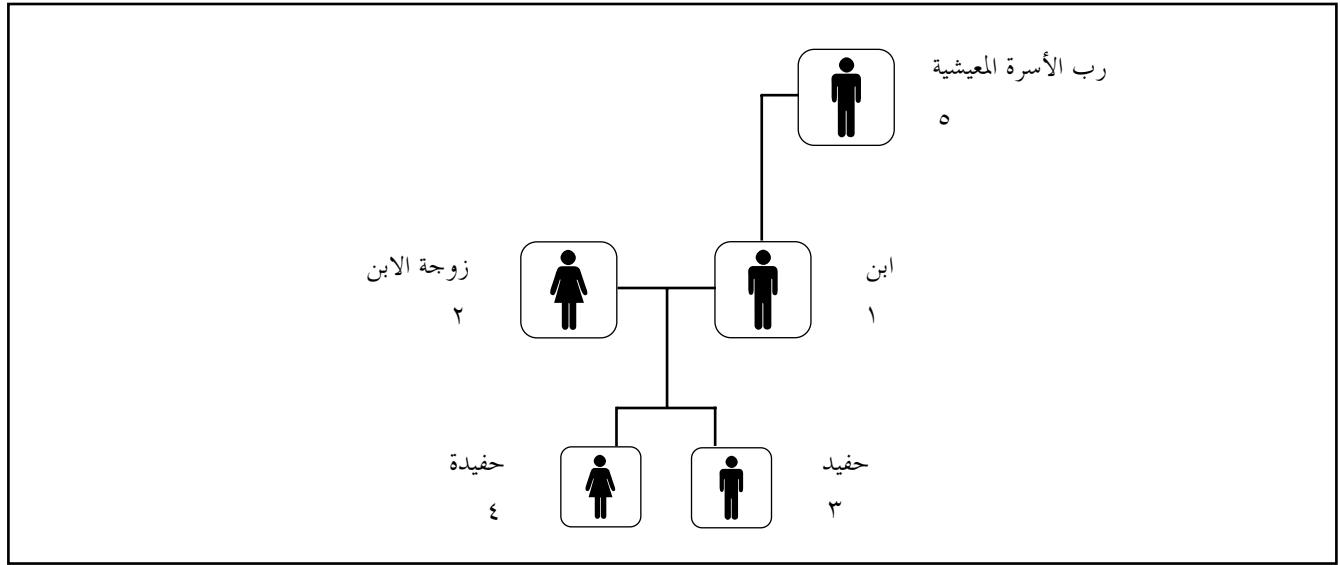 رب الأسرة المعيشية
٥
ابن
١
زوجة الابن
٢
حفيد
٣
حفيدة
٤